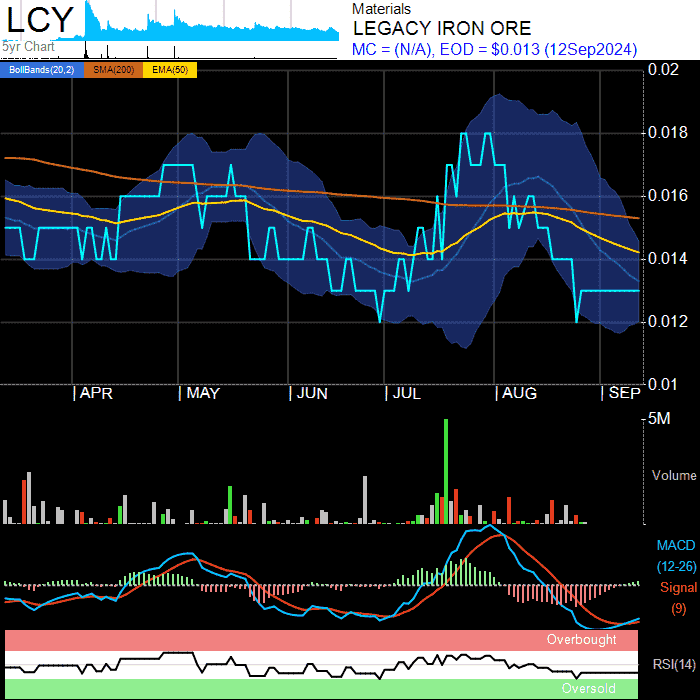 LCY
5yr Chart
Materials
LEGACY IRON ORE
MC = (N/A), EOD = $0.013 (12Sep2024)
BollBands(20,2) SMA(200) EMA(50)
0.02
0.018
0.016
0.014
0.012
0.01
APR MAY JUN JUL AUG SEP
5M
Volume
MACD
(12-26)
Signal
(9)
Overbought
RSI(14)
Oversold